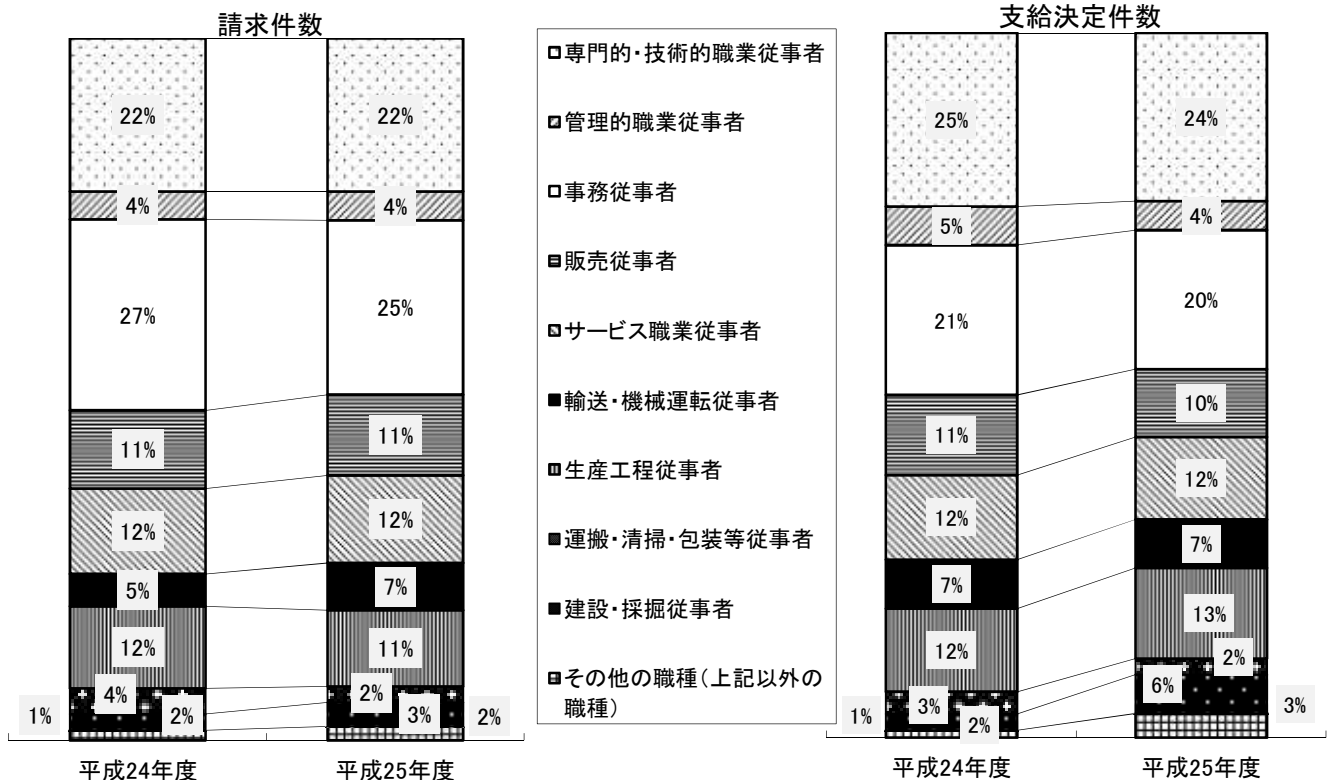 請求件数
22%
22%
4%
4%
27%
25%
11%
11%
12%
12%
5%
7%
12%
11%
4%
2%
1%
2%
3%
2%
平成24年度
平成25年度
□専門的・技術的職業従事者
管理的職業従事者
□事務従事者
販売従事者
サービス職業従事者
■輸送・機械運転従事者
生産工程従事者
運搬・清掃・包装等従事者
■建設・採掘従事者
その他の職種(上記以外の
職種)
支給決定件数
25%
24%
5%
4%
21%
20%
11%
10%
12%
12%
7%
7%
12%
13%
3%
2%
6%
1%
2%
3%
平成24年度
平成25年度